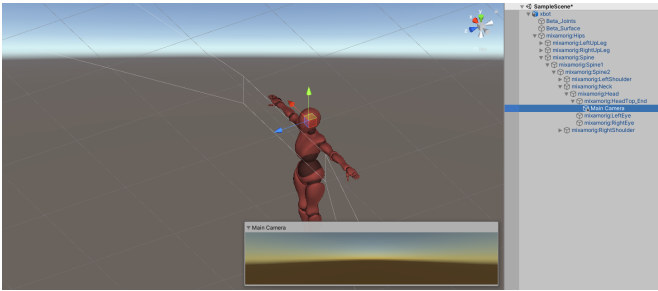 SampleScene*
xbot
Beta_Joints
Beta_Surface
mixamorig:Hips
mixamorig:LeftUpLeg
mixamorig:RightUpLeg
mixamorig:Spine
mixamorig:Spine1
mixamorig:Spine2
mixamorig:LeftShoulder
mixamorig:Neck
mixamorig:Head
mixamorig:HeadTop_End
Main Camera
mixamorig:LeftEye
mixamorig:RightEye
mixamorig:RightShoulder
y
Main Camera